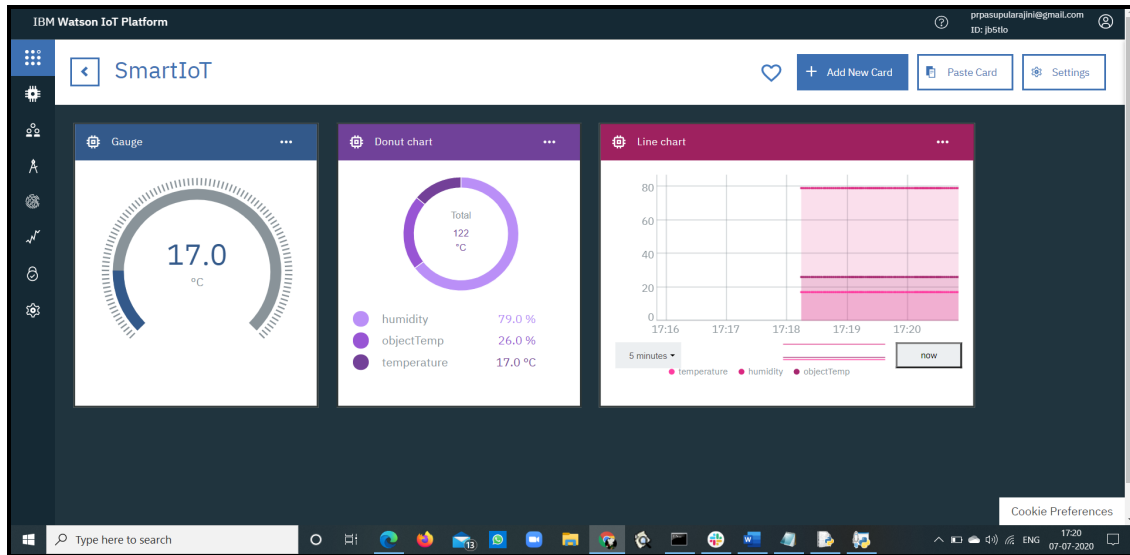 IBM Watson IoT Platform
prpasupularajini@gmail.com
ID: jb5tlo
SmartIoT
Add New Card
Paste Card
Settings
Gauge
17.0
°C
Donut chart
Total
122
°C
humidity 79.0 %
objectTemp 26.0 %
temperature 17.0 °C
Line chart
80
60
40
20
0
17:16 17:17 17:18 17:19 17:20
5 minutes
now
temperature humidity objectTemp
Cookie Preferences
Type here to search
13
ENG
17:20
07-07-2020